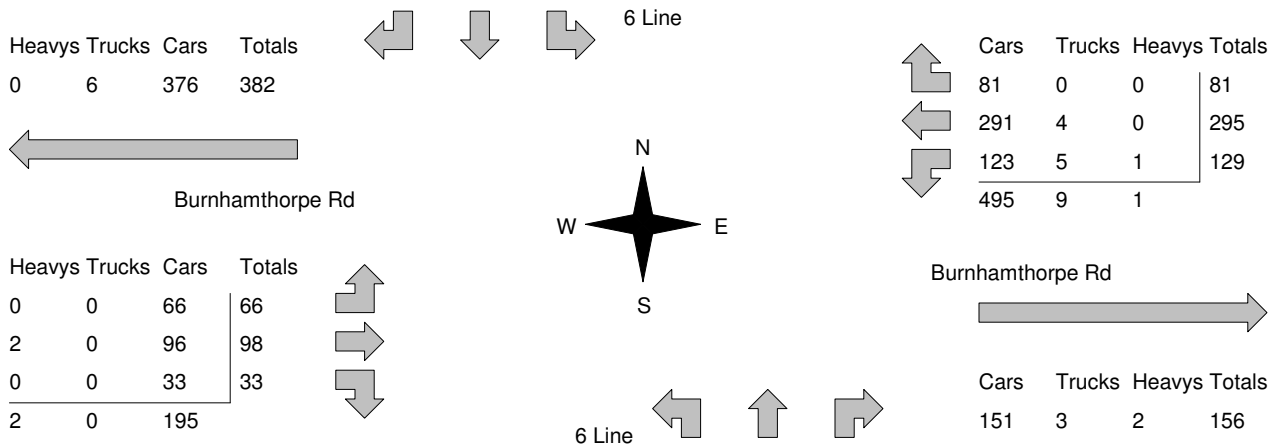 6 Line
Heavys Trucks Cars Totals
0 6 376 382
Cars Trucks Heavys Totals
81 0 0 81
291 4 0 295
123 5 1 129
495 9 1
Burnhamthorpe Rd
N
W E
S
Heavys Trucks Cars Totals
0 0 66 66
2 0 96 98
0 0 33 33
2 0 195
Burnhamthorpe Rd
Cars Trucks Heavys Totals
151 3 2 156
6 Line